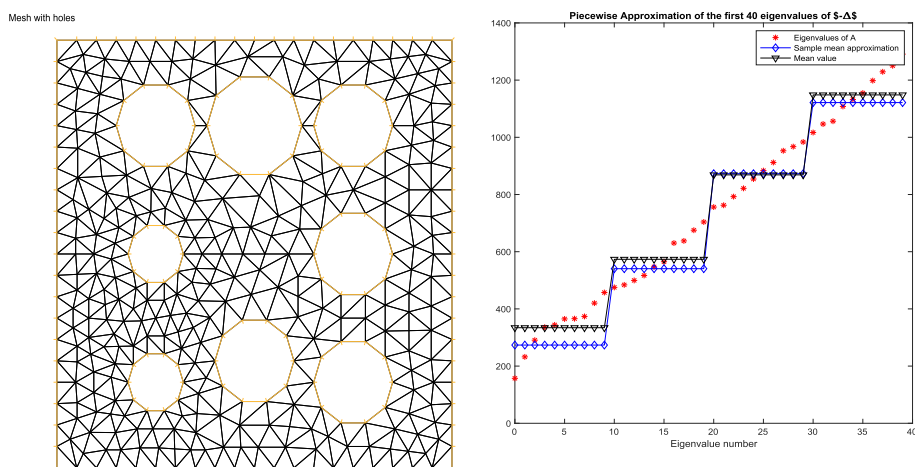 Mesh with holes
Piecewise Approximation of the first 40 eigenvalues of $-Δ$
Eigenvalues of A
Sample mean approximation
Mean value
1400
1200
1000
800
600
400
200
0
0 5 10 15 20 25 30 35 40
Eigenvalue number